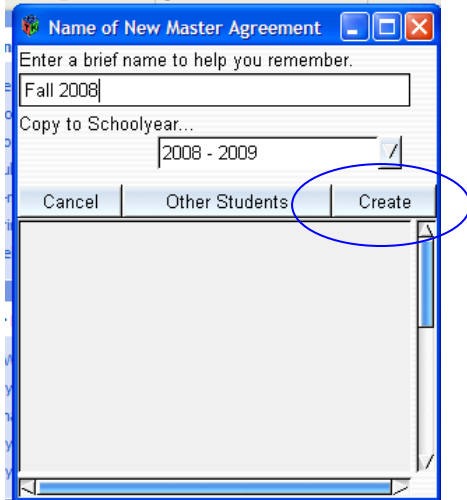 Name of New Master Agreement
Enter a brief name to help you remember.
Fall 2008
Copy to Schoolyear...
2008 - 2009
Cancel Other Students Create